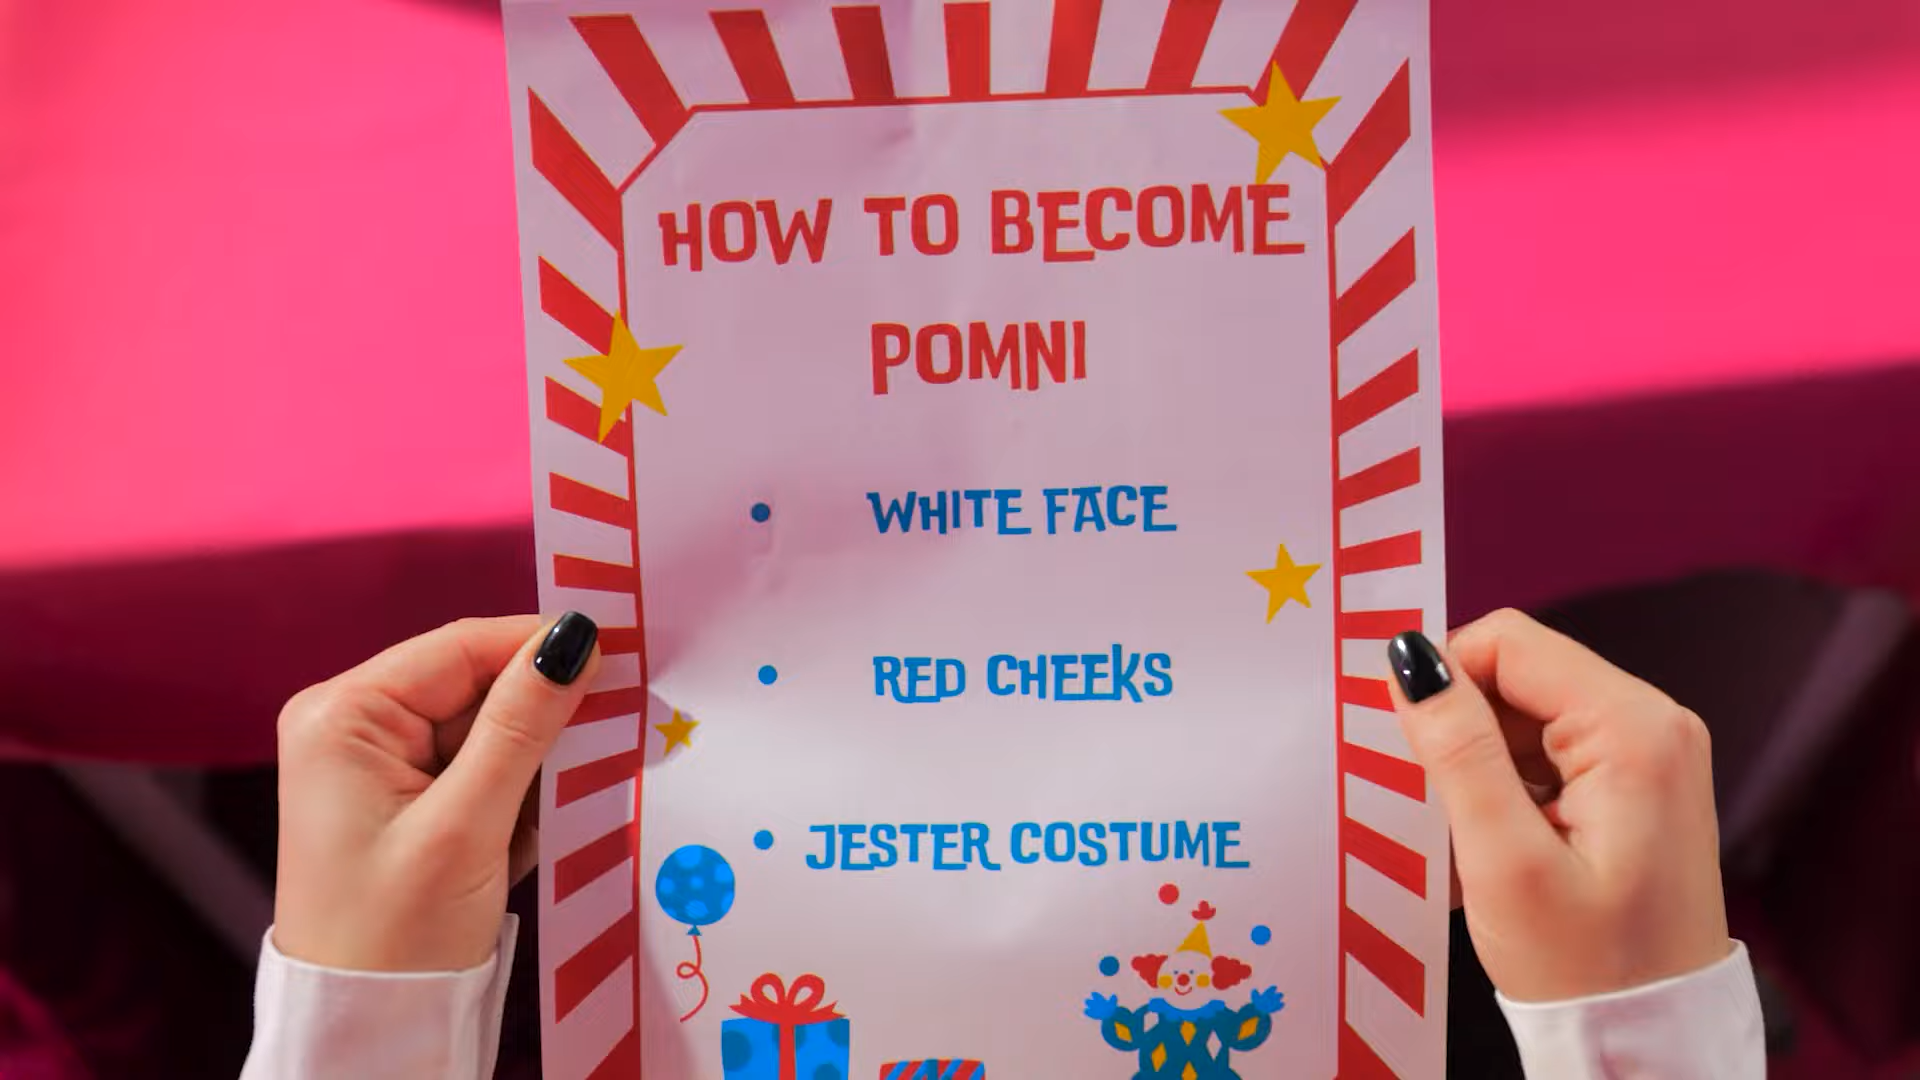 HOW TO BECOME
POMNI
• WHITE FACE
• RED CHEEKS
• JESTER COSTUME